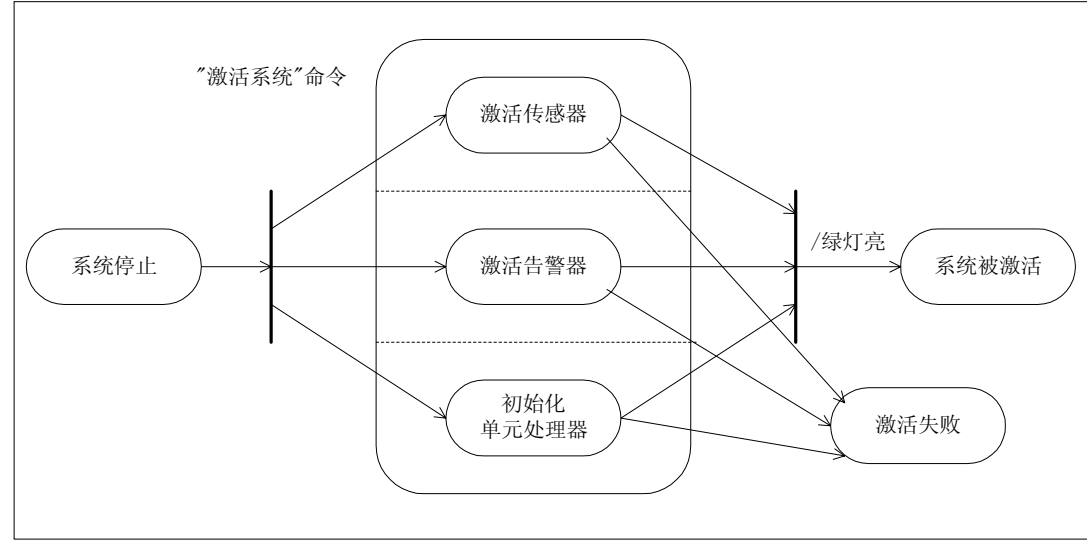 "激活系统"命令
激活传感器
系统停止
激活告警器
/绿灯亮
系统被激活
初始化
单元处理器
激活失败